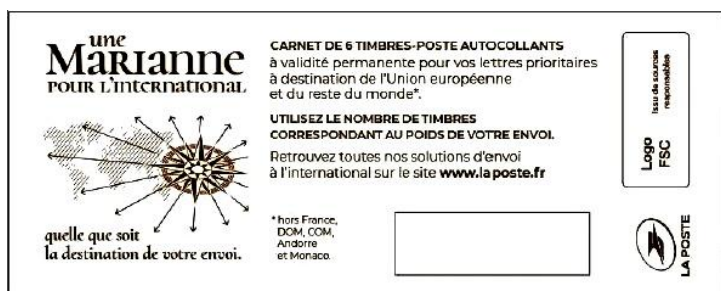 une
Marianne
POUR L'international
quelle que soit
la destination de votre envoi.
CARNET DE 6 TIMBRES-POSTE AUTOCOLLANTS
à validité permanente pour vos lettres prioritaires
à destination de l'Union européenne
et du reste du monde*.
UTILISEZ LE NOMBRE DE TIMBRES
CORRESPONDANT AU POIDS DE VOTRE ENVOI.
Retrouvez toutes nos solutions d'envoi
à l'international sur le site www.laposte.fr
* hors France,
DOM, COM,
Andorre
et Monaco.
Issu de sources
responsables
Logo
FSC
LA POSTE